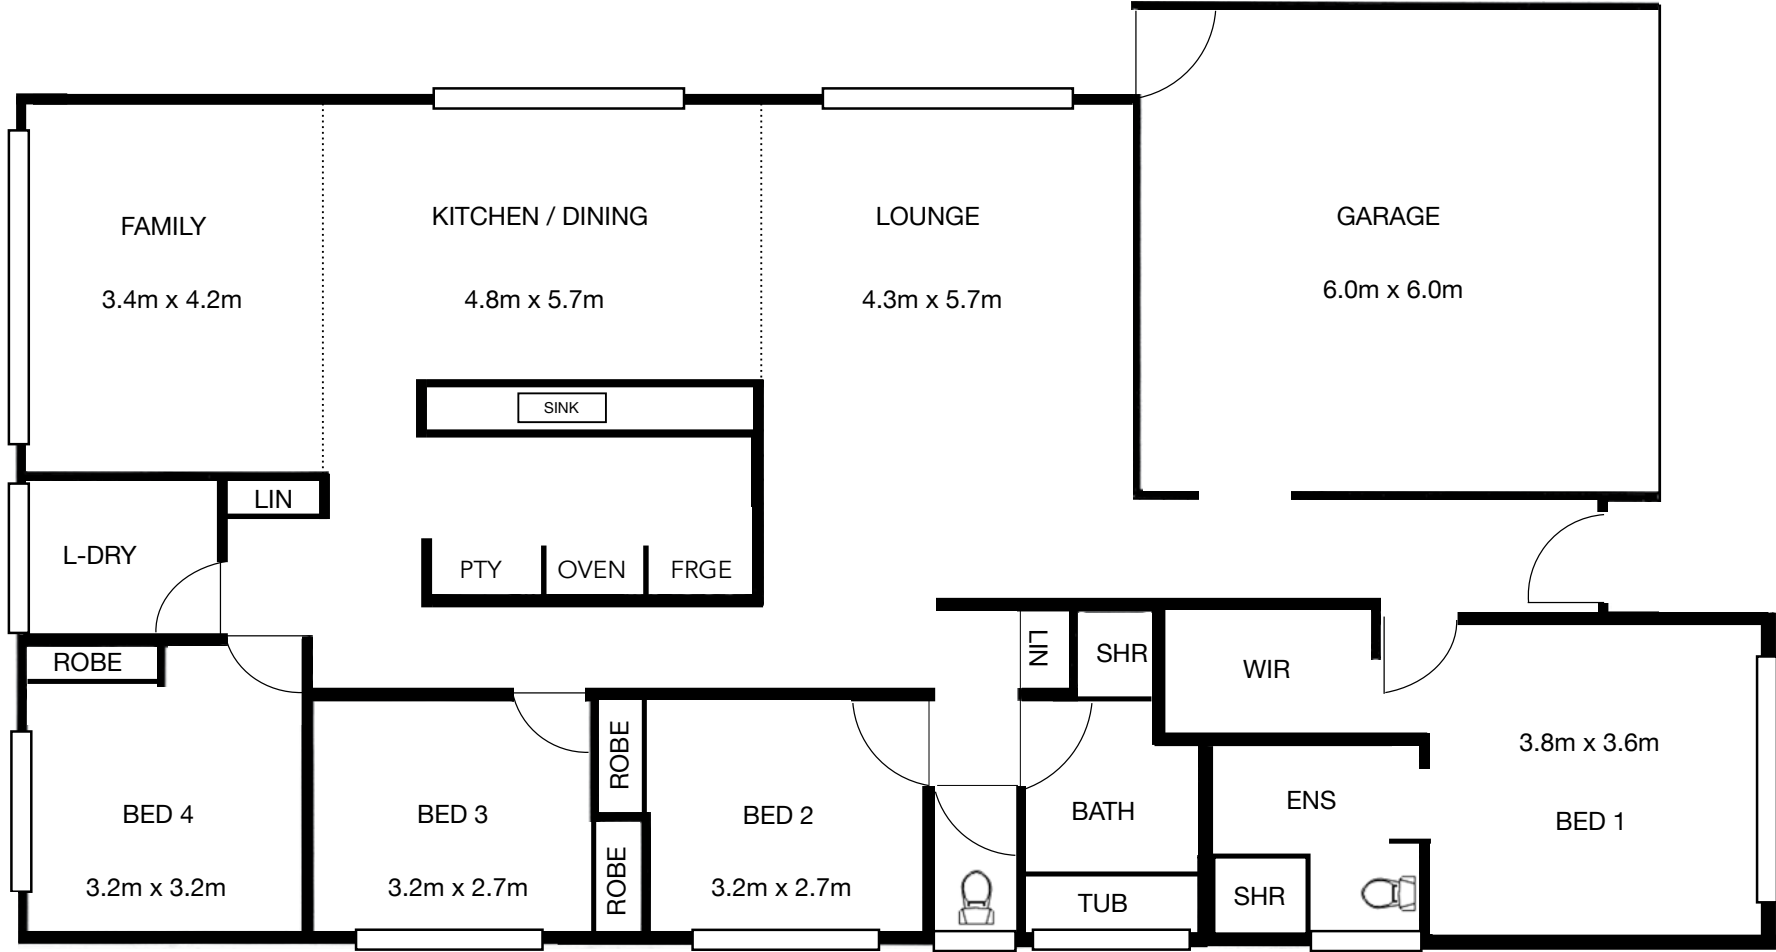 FAMILY
3.4m x 4.2m
KITCHEN / DINING
4.8m x 5.7m
LOUNGE
4.3m x 5.7m
GARAGE
6.0m x 6.0m
SINK
LIN
L-DRY
PTY
OVEN
FRGE
ROBE
LIN
SHR
WIR
BED 4
3.2m x 3.2m
BED 3
3.2m x 2.7m
ROBE
ROBE
BED 2
3.2m x 2.7m
BATH
TUB
ENS
SHR
3.8m x 3.6m
BED 1